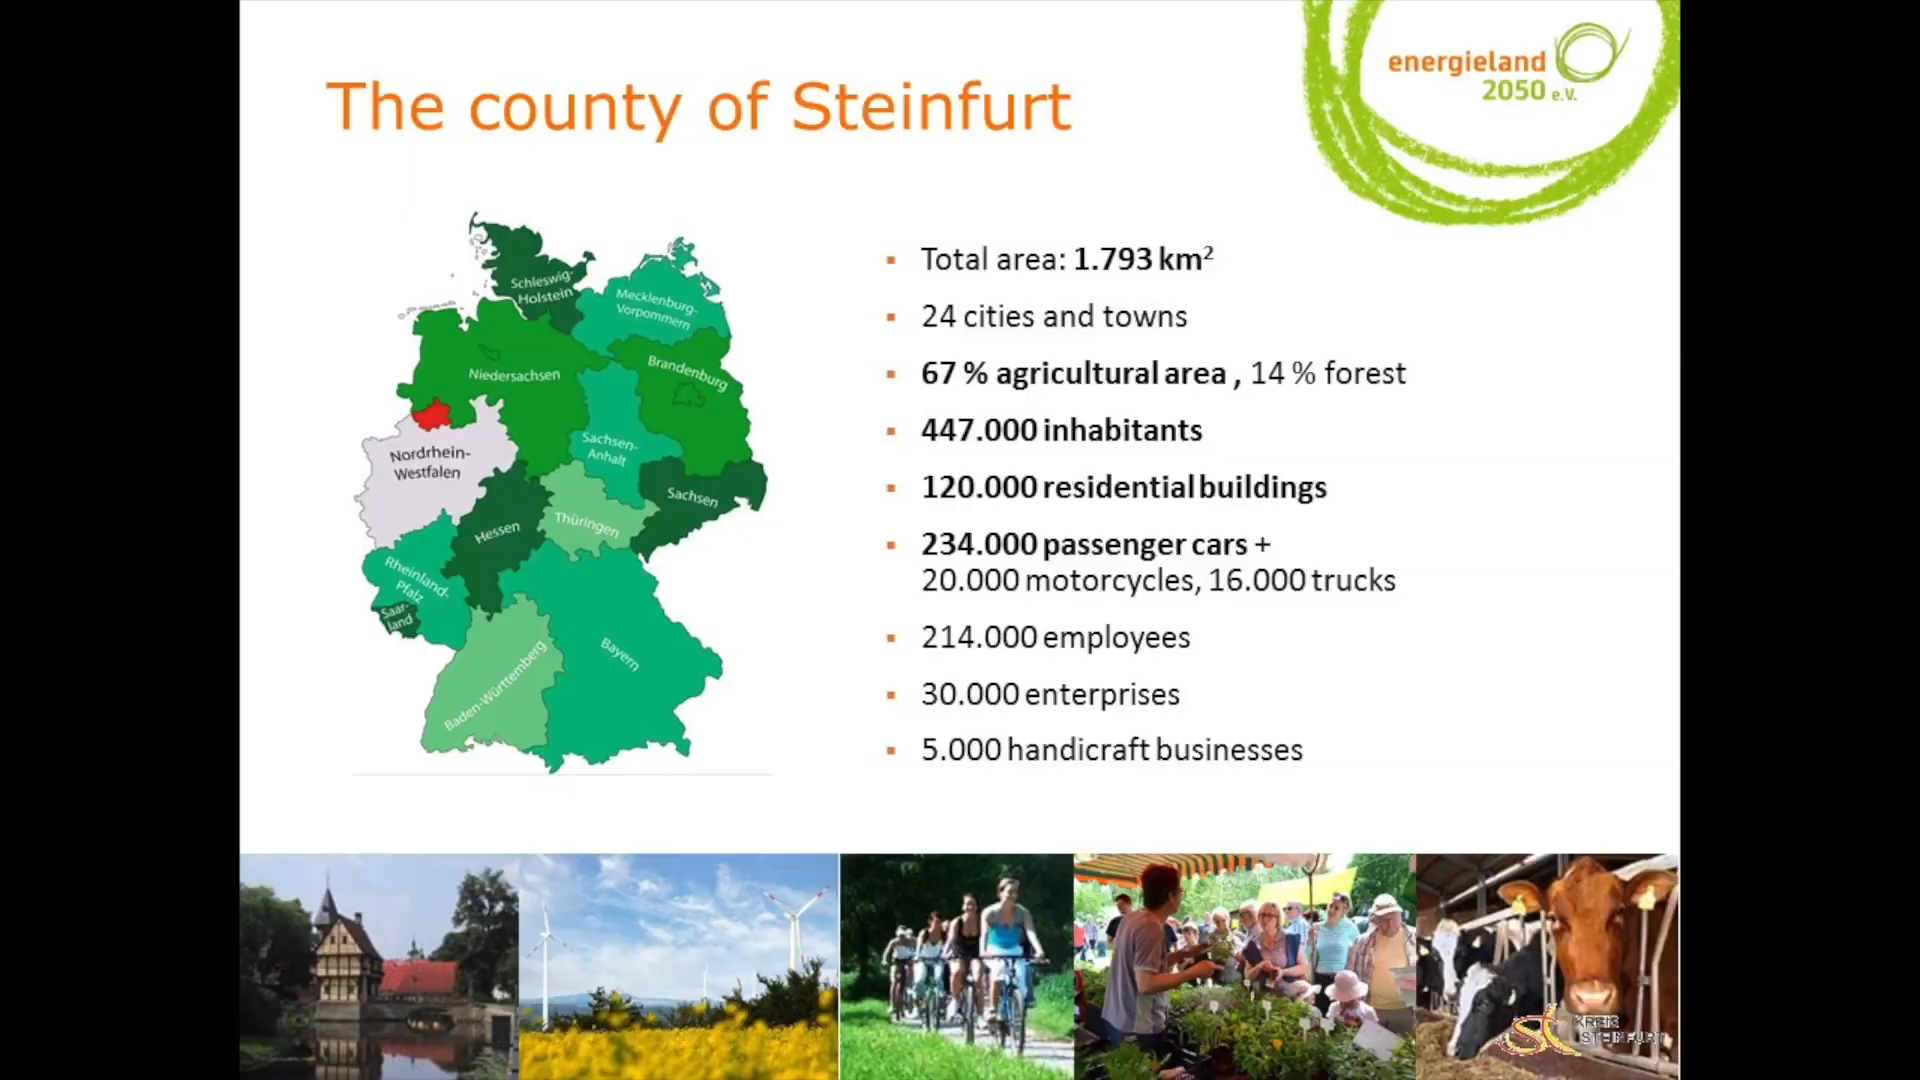 The county of Steinfurt
energieland
2050 e.V.
Schleswig-
Holstein
Mecklenburg-
Vorpommern
Brandenburg
Niedersachsen
Sachsen-
Anhalt
Nordrhein-
Westfalen
Sachsen
Thüringen
Hessen
Rheinland-
Pfalz
Saar-
land
Bayern
Baden-Württemberg
▪ Total area: 1.793 km²
▪ 24 cities and towns
▪ 67 % agricultural area , 14 % forest
▪ 447.000 inhabitants
▪ 120.000 residential buildings
▪ 234.000 passenger cars +
20.000 motorcycles, 16.000 trucks
▪ 214.000 employees
▪ 30.000 enterprises
▪ 5.000 handicraft businesses
KREIS
STEINFURT